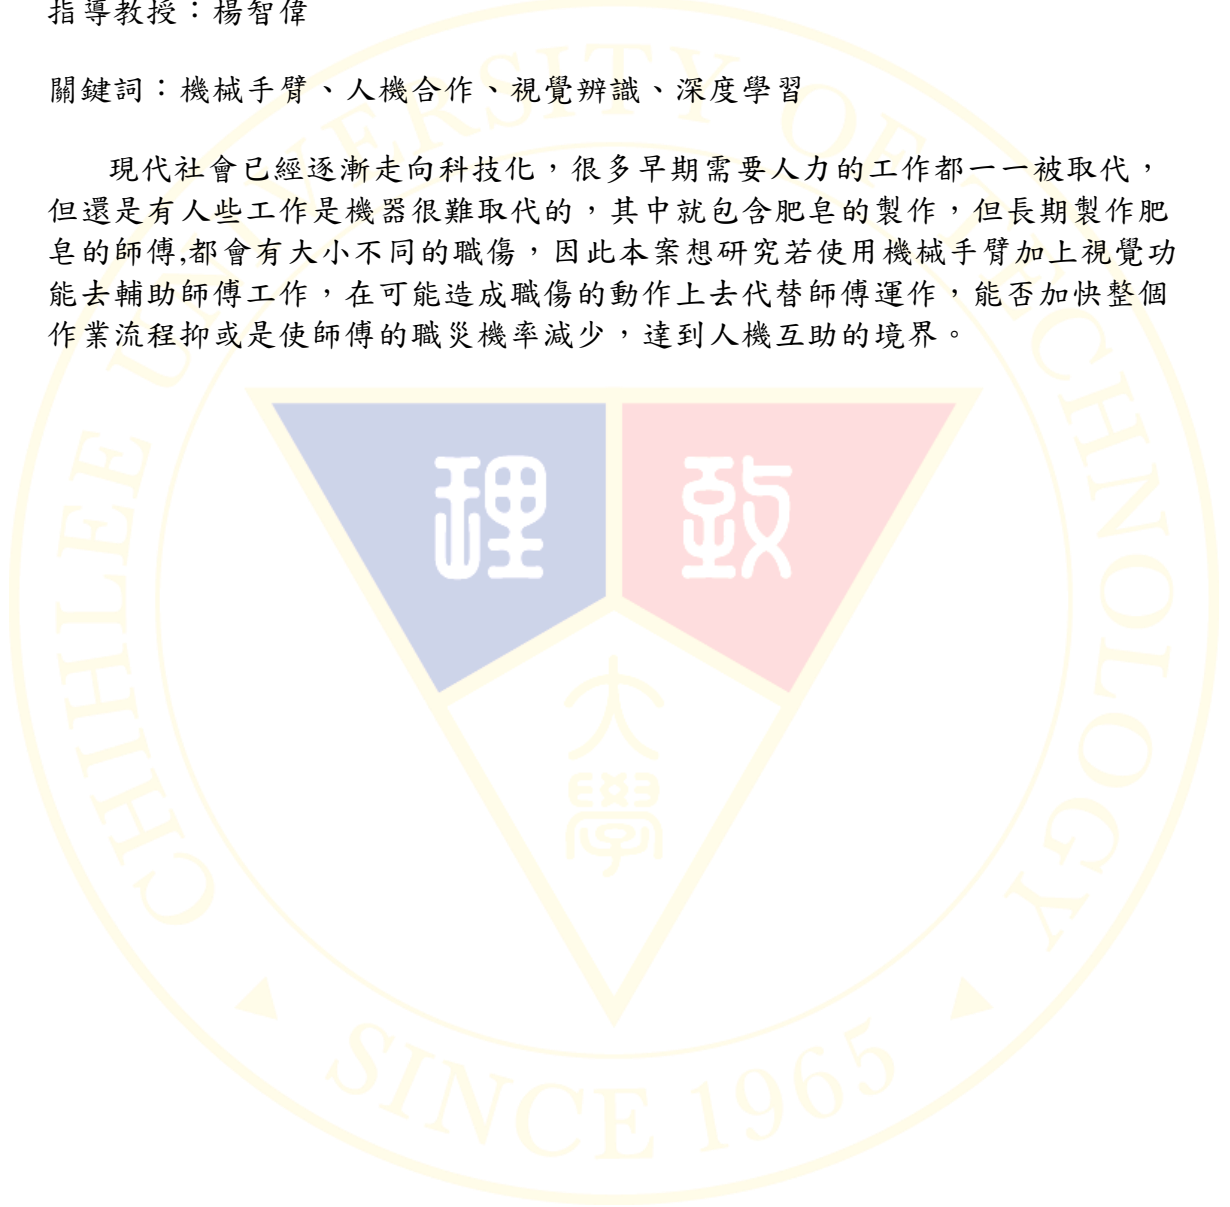 指導教授：楊智偉
關鍵詞：機械手臂、人機合作、視覺辨識、深度學習
現代社會已經逐漸走向科技化，很多早期需要人力的工作都一一被取代，
但還是有人些工作是機器很難取代的，其中就包含肥皂的製作，但長期製作肥
皂的師傅,都會有大小不同的職傷，因此本案想研究若使用機械手臂加上視覺功
能去輔助師傅工作，在可能造成職傷的動作上去代替師傅運作，能否加快整個
作業流程抑或是使師傅的職災機率減少，達到人機互助的境界。
CHIHLEE UNIVERSITY OF TECHNOLOGY
理 致
大
學
SINCE 1965